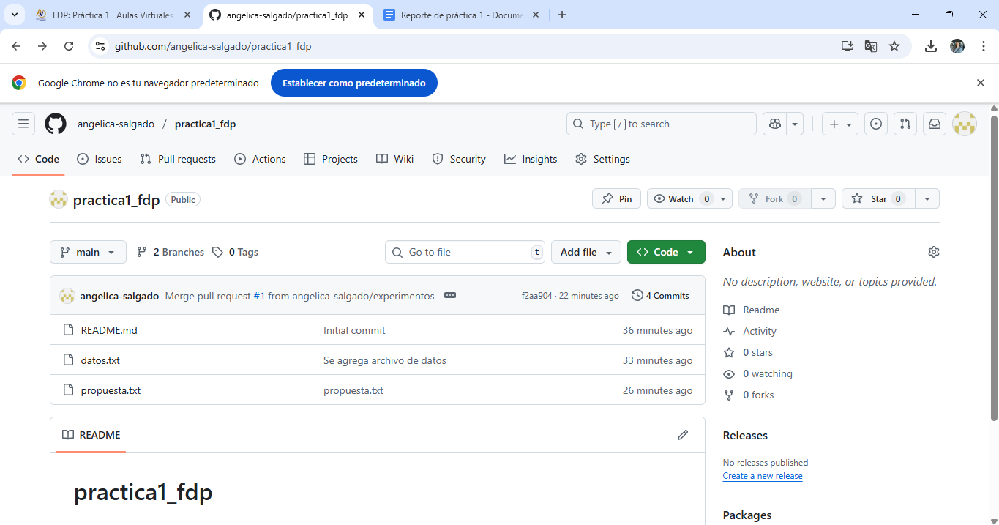 FDP: Práctica 1 | Aulas Virtuales
angelica-salgado/practica1_fdp
Reporte de práctica 1 - Docume
github.com/angelica-salgado/practica1_fdp
Google Chrome no es tu navegador predeterminado
Establecer como predeterminado
angelica-salgado / practica1_fdp
Type / to search
Code
Issues
Pull requests
Actions
Projects
Wiki
Security
Insights
Settings
practica1_fdp Public
Pin
Watch 0
Fork 0
Star 0
main
2 Branches
0 Tags
Go to file t
Add file
Code
angelica-salgado Merge pull request #1 from angelica-salgado/experimentos f2aa904 · 22 minutes ago 4 Commits
README.md Initial commit 36 minutes ago
datos.txt Se agrega archivo de datos 33 minutes ago
propuesta.txt propuesta.txt 26 minutes ago
README
practica1_fdp
About
No description, website, or topics provided.
Readme
Activity
0 stars
0 watching
0 forks
Releases
No releases published
Create a new release
Packages